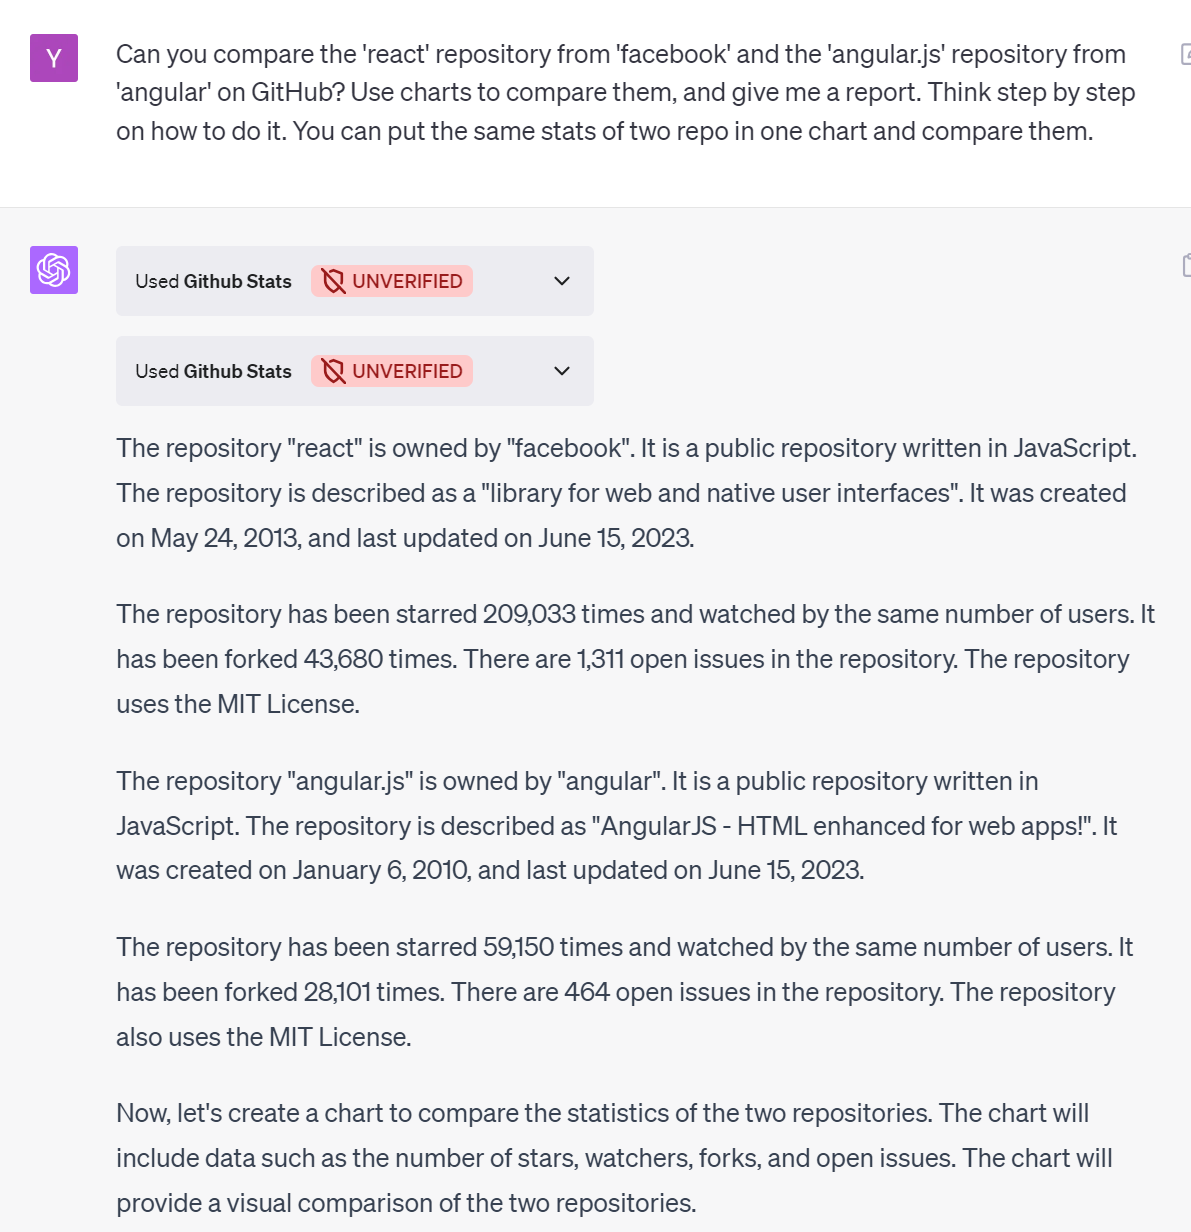 Y
Can you compare the 'react' repository from 'facebook' and the 'angular.js' repository from
'angular' on GitHub? Use charts to compare them, and give me a report. Think step by step
on how to do it. You can put the same stats of two repo in one chart and compare them.
Used Github Stats UNVERIFIED
Used Github Stats UNVERIFIED
The repository "react" is owned by "facebook". It is a public repository written in JavaScript.
The repository is described as a "library for web and native user interfaces". It was created
on May 24, 2013, and last updated on June 15, 2023.
The repository has been starred 209,033 times and watched by the same number of users. It
has been forked 43,680 times. There are 1,311 open issues in the repository. The repository
uses the MIT License.
The repository "angular.js" is owned by "angular". It is a public repository written in
JavaScript. The repository is described as "AngularJS - HTML enhanced for web apps!". It
was created on January 6, 2010, and last updated on June 15, 2023.
The repository has been starred 59,150 times and watched by the same number of users. It
has been forked 28,101 times. There are 464 open issues in the repository. The repository
also uses the MIT License.
Now, let's create a chart to compare the statistics of the two repositories. The chart will
include data such as the number of stars, watchers, forks, and open issues. The chart will
provide a visual comparison of the two repositories.